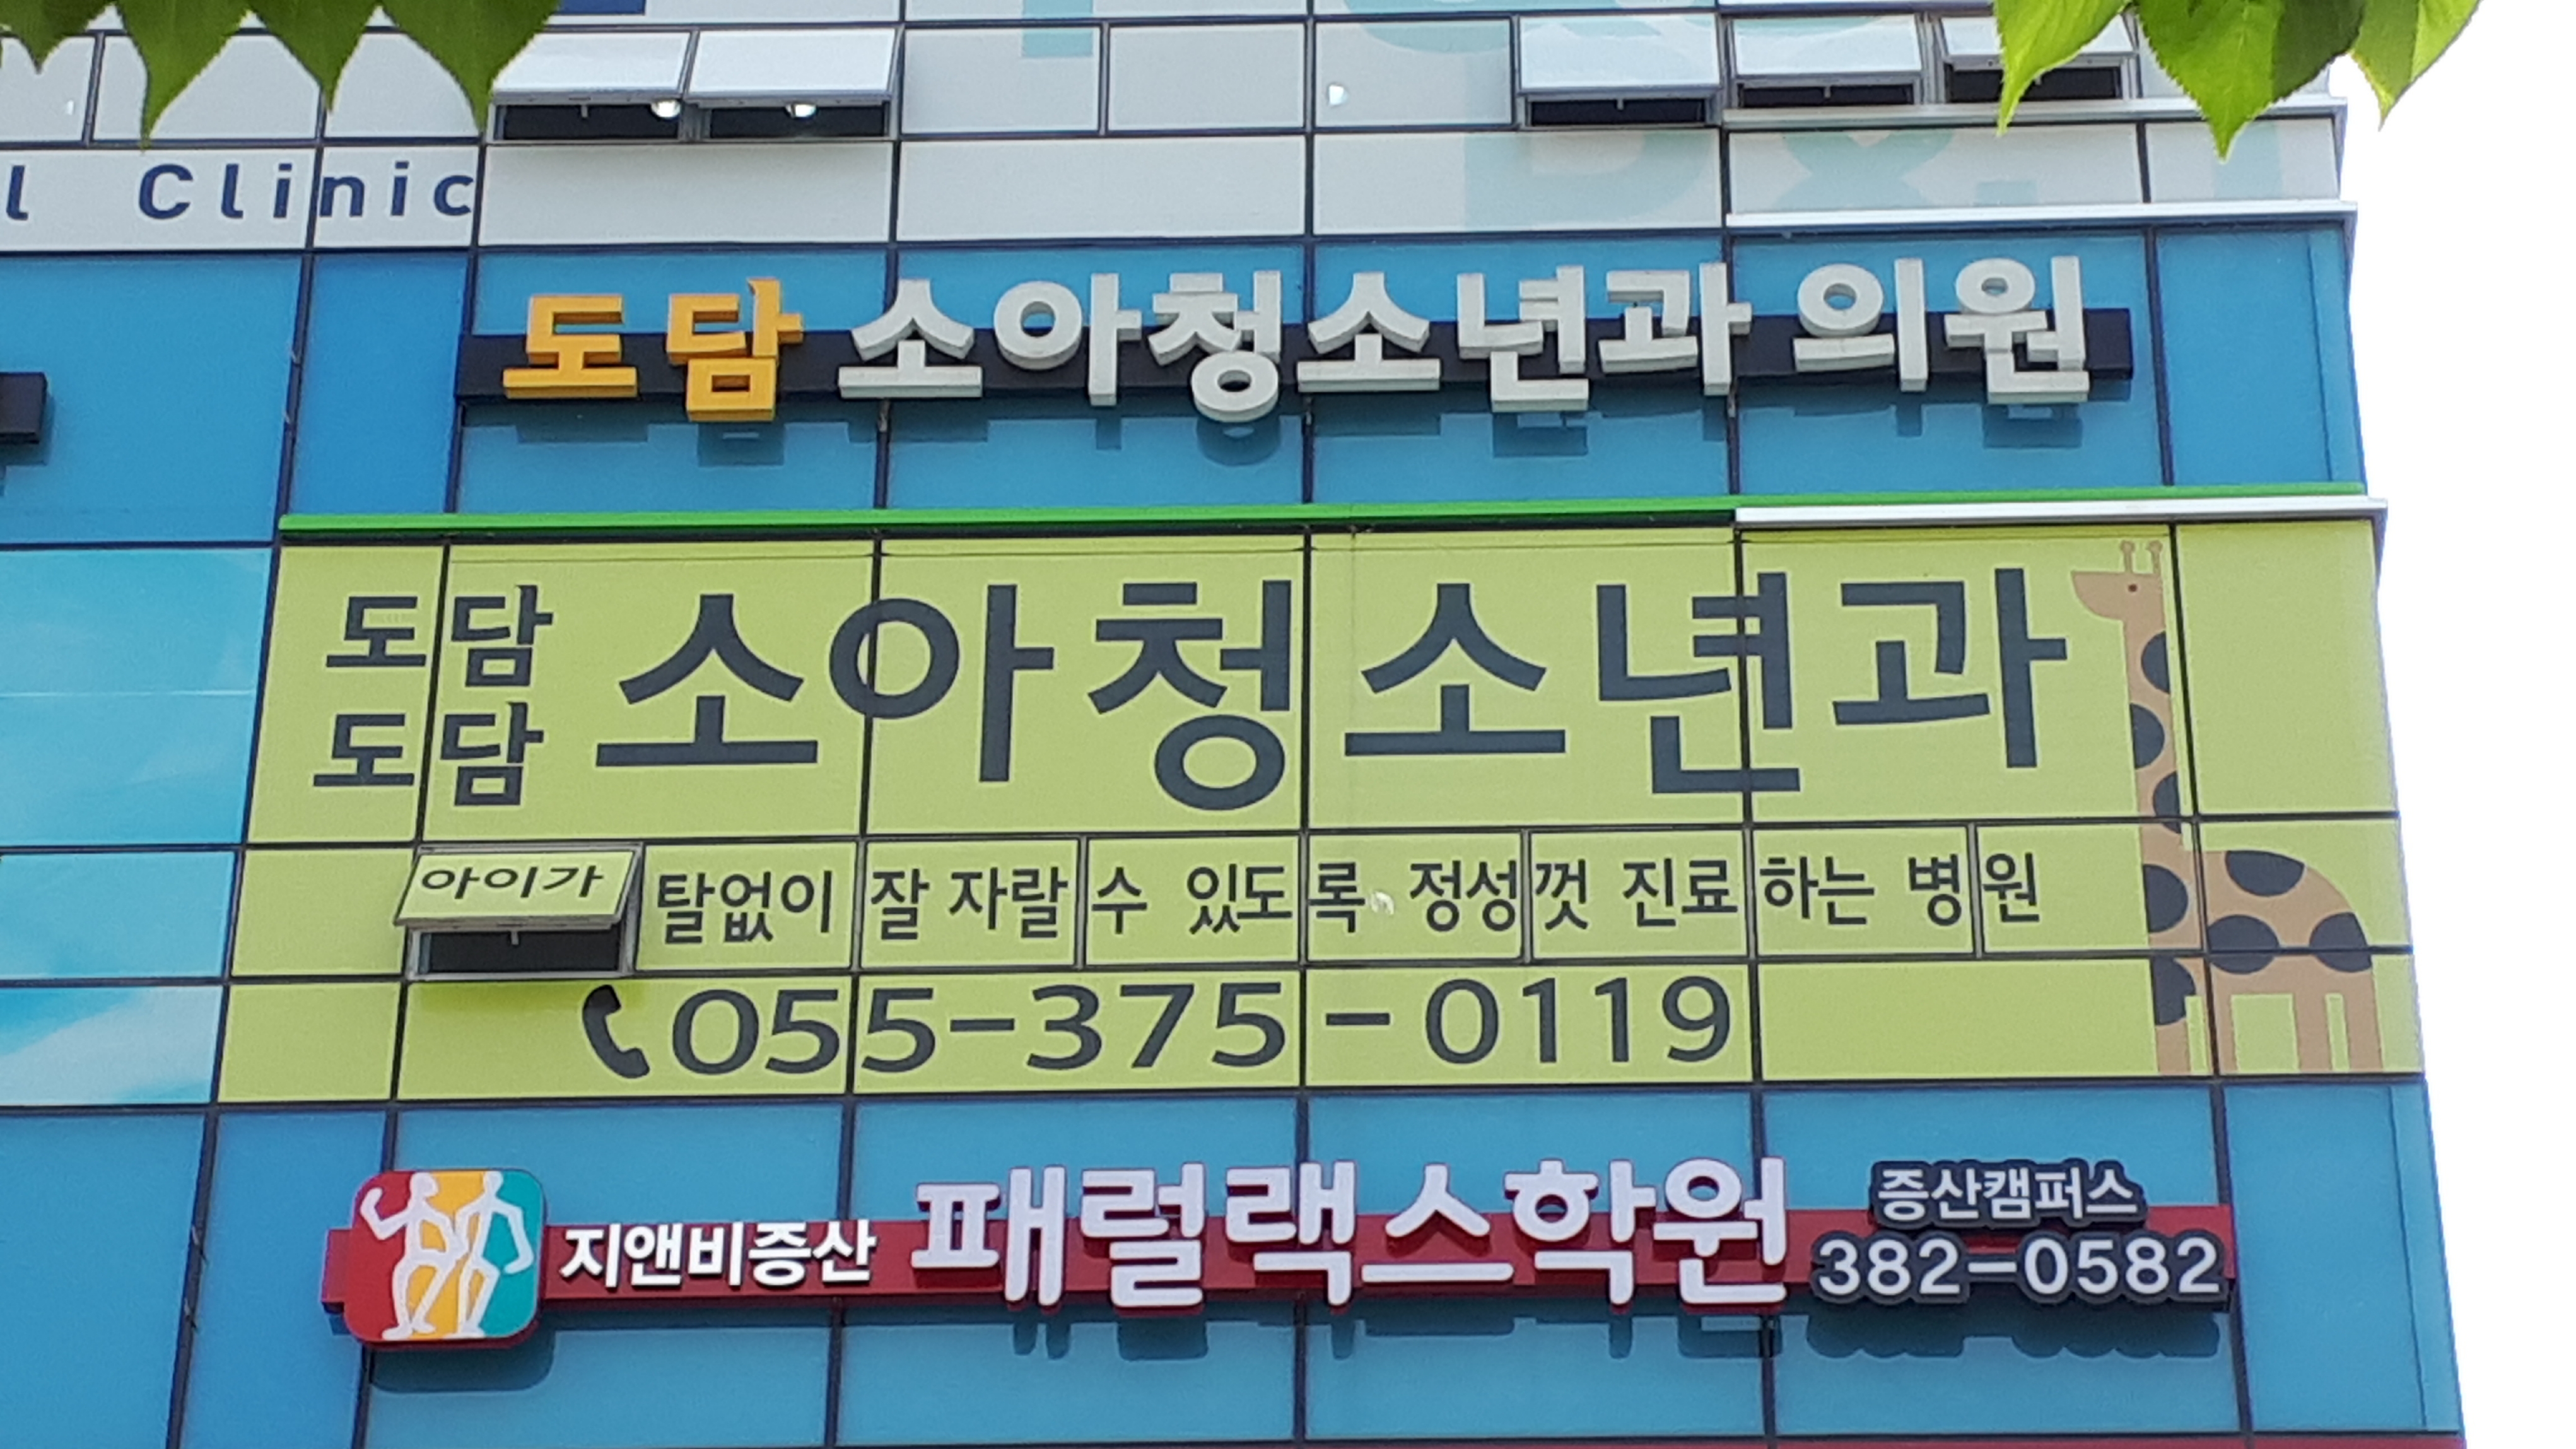 Clinic
도담 소아청소년과 의원
도담
도담
소아청소년과
아이가 탈없이 잘 자랄 수 있도록 정성껏 진료하는 병원
055-375-0119
지앤비증산 패럴랙스학원
증산캠퍼스
382-0582